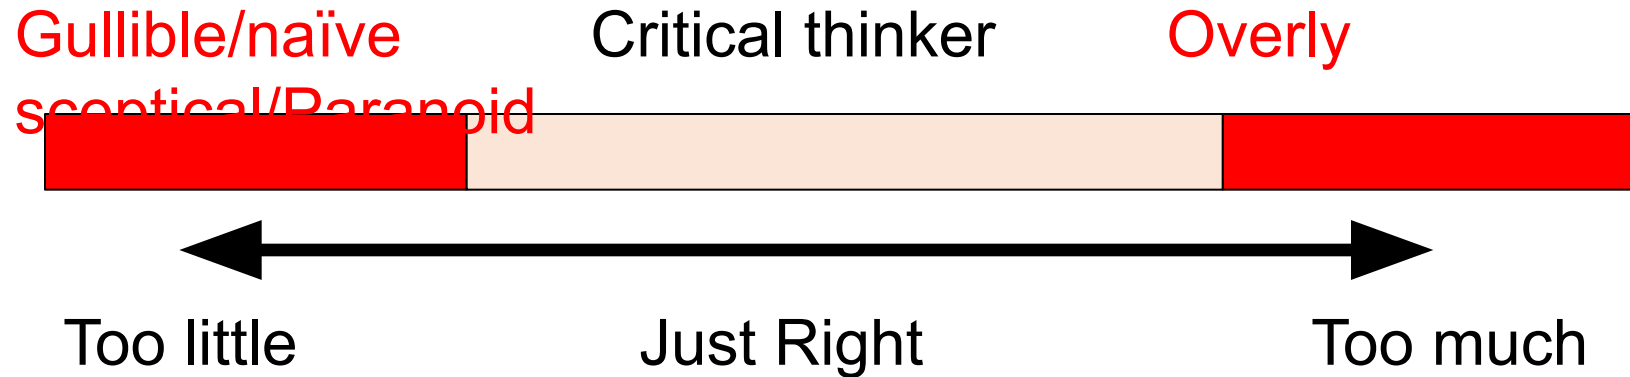 Gullible/naïve Critical thinker Overly
sceptical/Paranoid
Too little Just Right Too much